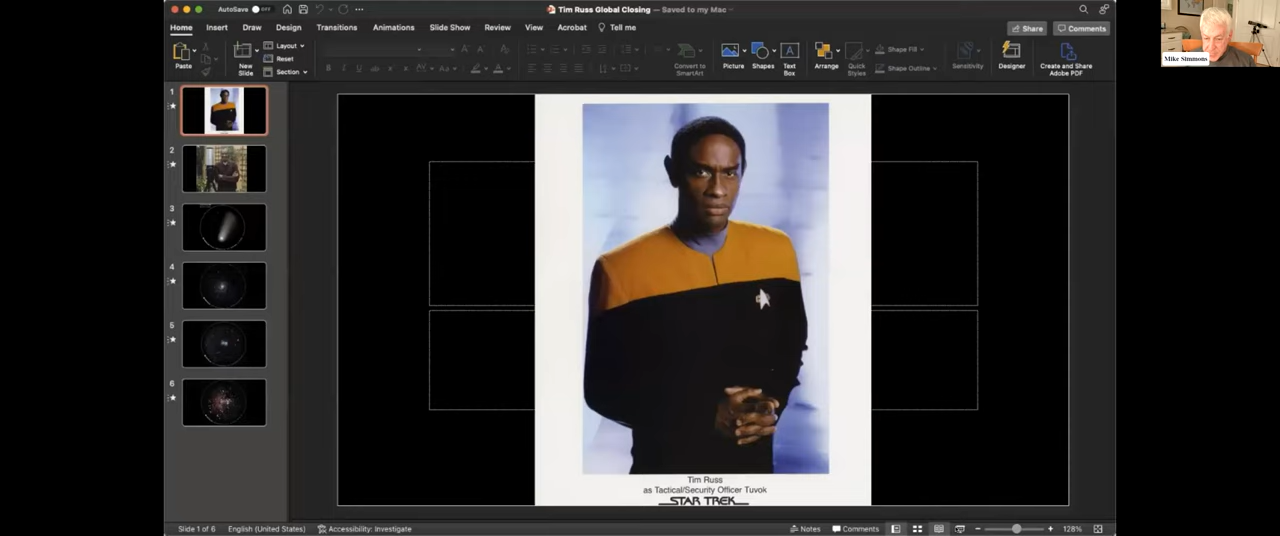 AutoSave OFF
Tim Russ Global Closing — Saved to my Mac
Home Insert Draw Design Transitions Animations Slide Show Review View Acrobat Tell me
Share Comments
Paste
New Slide
Layout
Reset
Section
Convert to SmartArt
Picture
Shapes
Text Box
Arrange
Quick Styles
Shape Fill
Shape Outline
Sensitivity
Designer
Create and Share Adobe PDF
Mike Simmons
1
2
3
4
5
6
Tim Russ
as Tactical/Security Officer Tuvok
STAR TREK
Slide 1 of 6 English (United States) Accessibility: Investigate Notes Comments 128%